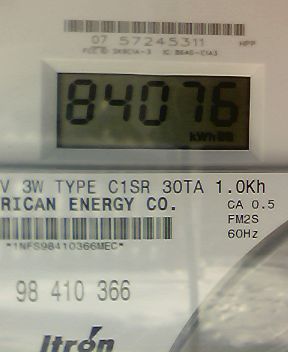 07 57245311 HPP
84076
kWh
V 3W TYPE C1SR 30TA 1.0Kh
RICAN ENERGY CO. CA 0.5
FM2S
*1NFS98410366MEC* 60Hz
98 410 366
Itron